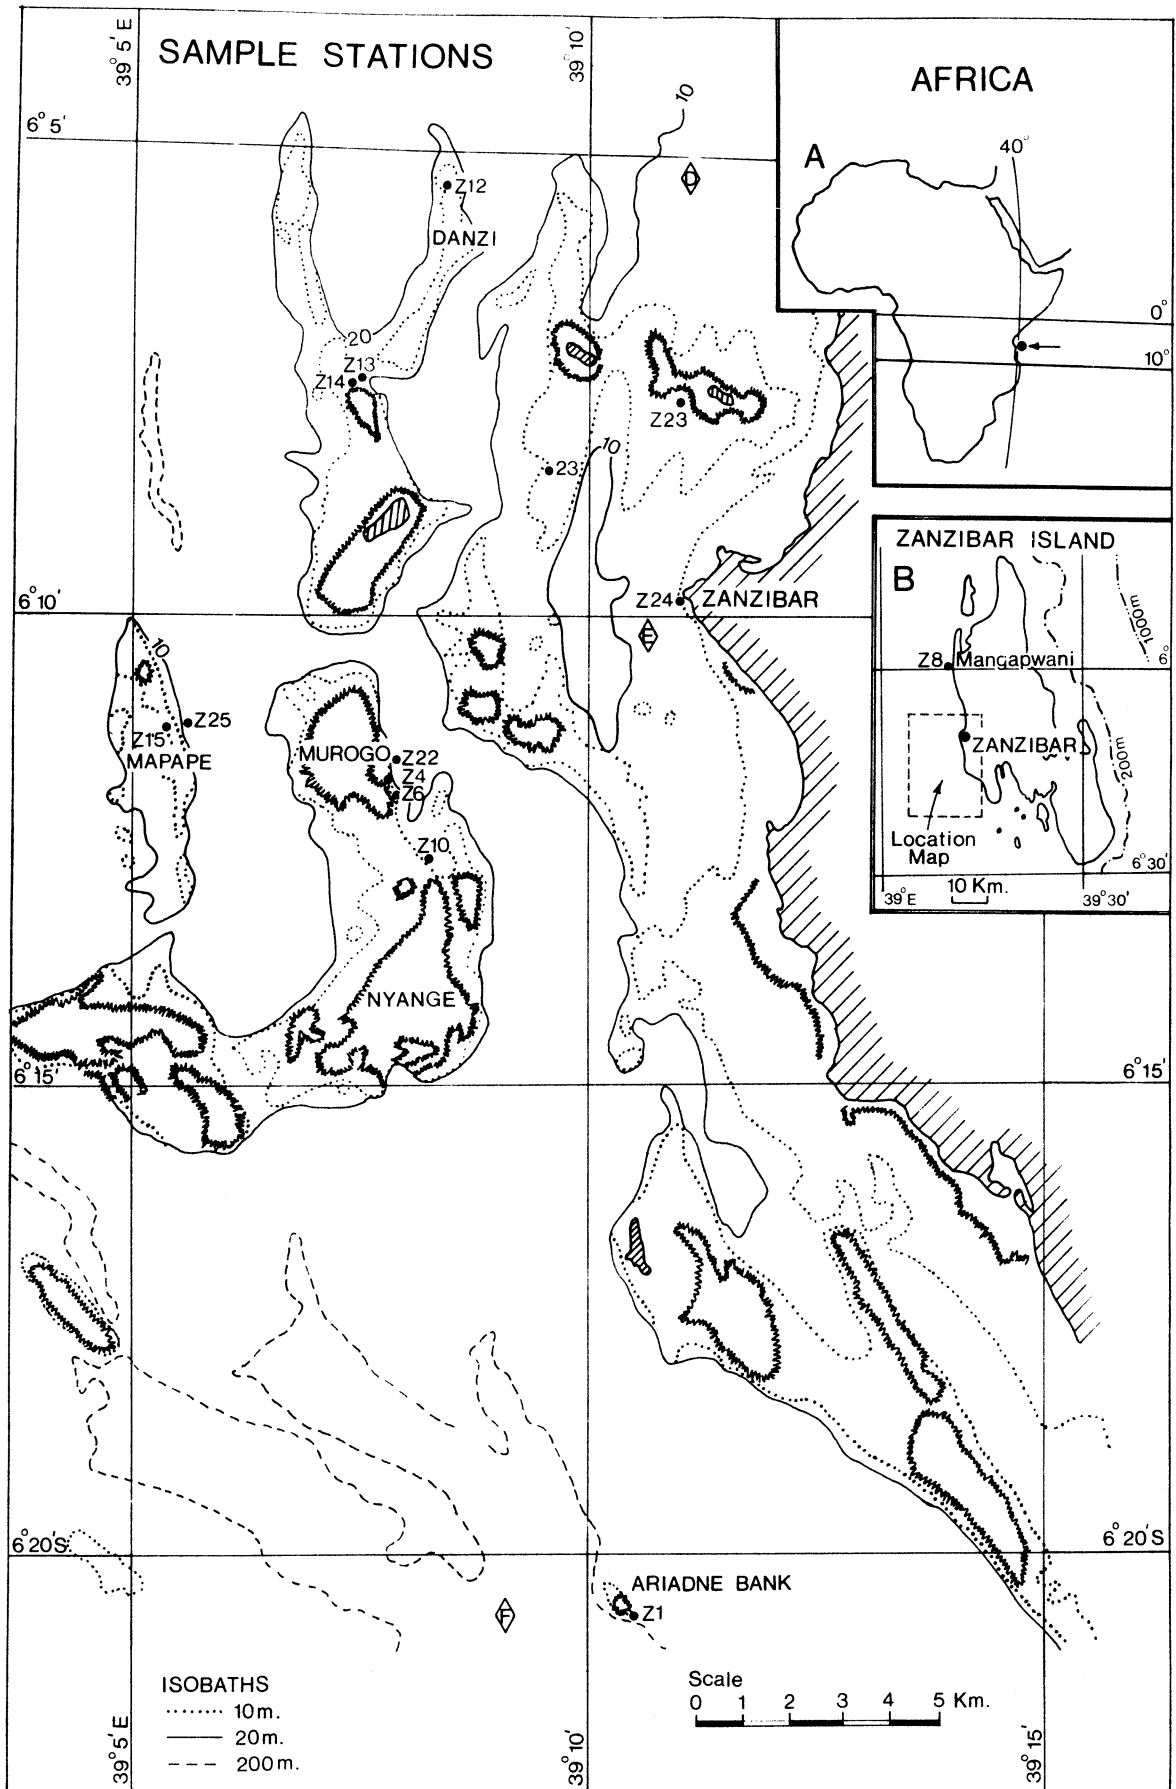 SAMPLE STATIONS
39° 5' E
39° 10'
6° 5'
10
D
AFRICA
A
40°
0°
10°
Z12
DANZI
20
Z13
Z14
Z23
10
23
ZANZIBAR ISLAND
B
1000m
6°
Z8
Mangapwani
ZANZIBAR
200m
Location
Map
6°30'
39°E
10 Km.
39°30'
6° 10'
Z24
ZANZIBAR
E
10
Z25
Z15
MAPAPE
MUROGO
Z22
Z4
Z6
Z10
NYANGE
6° 15'
6° 15'
6° 20'S
6° 20'S
ARIADNE BANK
Z1
F
ISOBATHS
10m.
20m.
200m.
Scale
0 1 2 3 4 5 Km.
39° 5' E
39° 10'
39° 15'